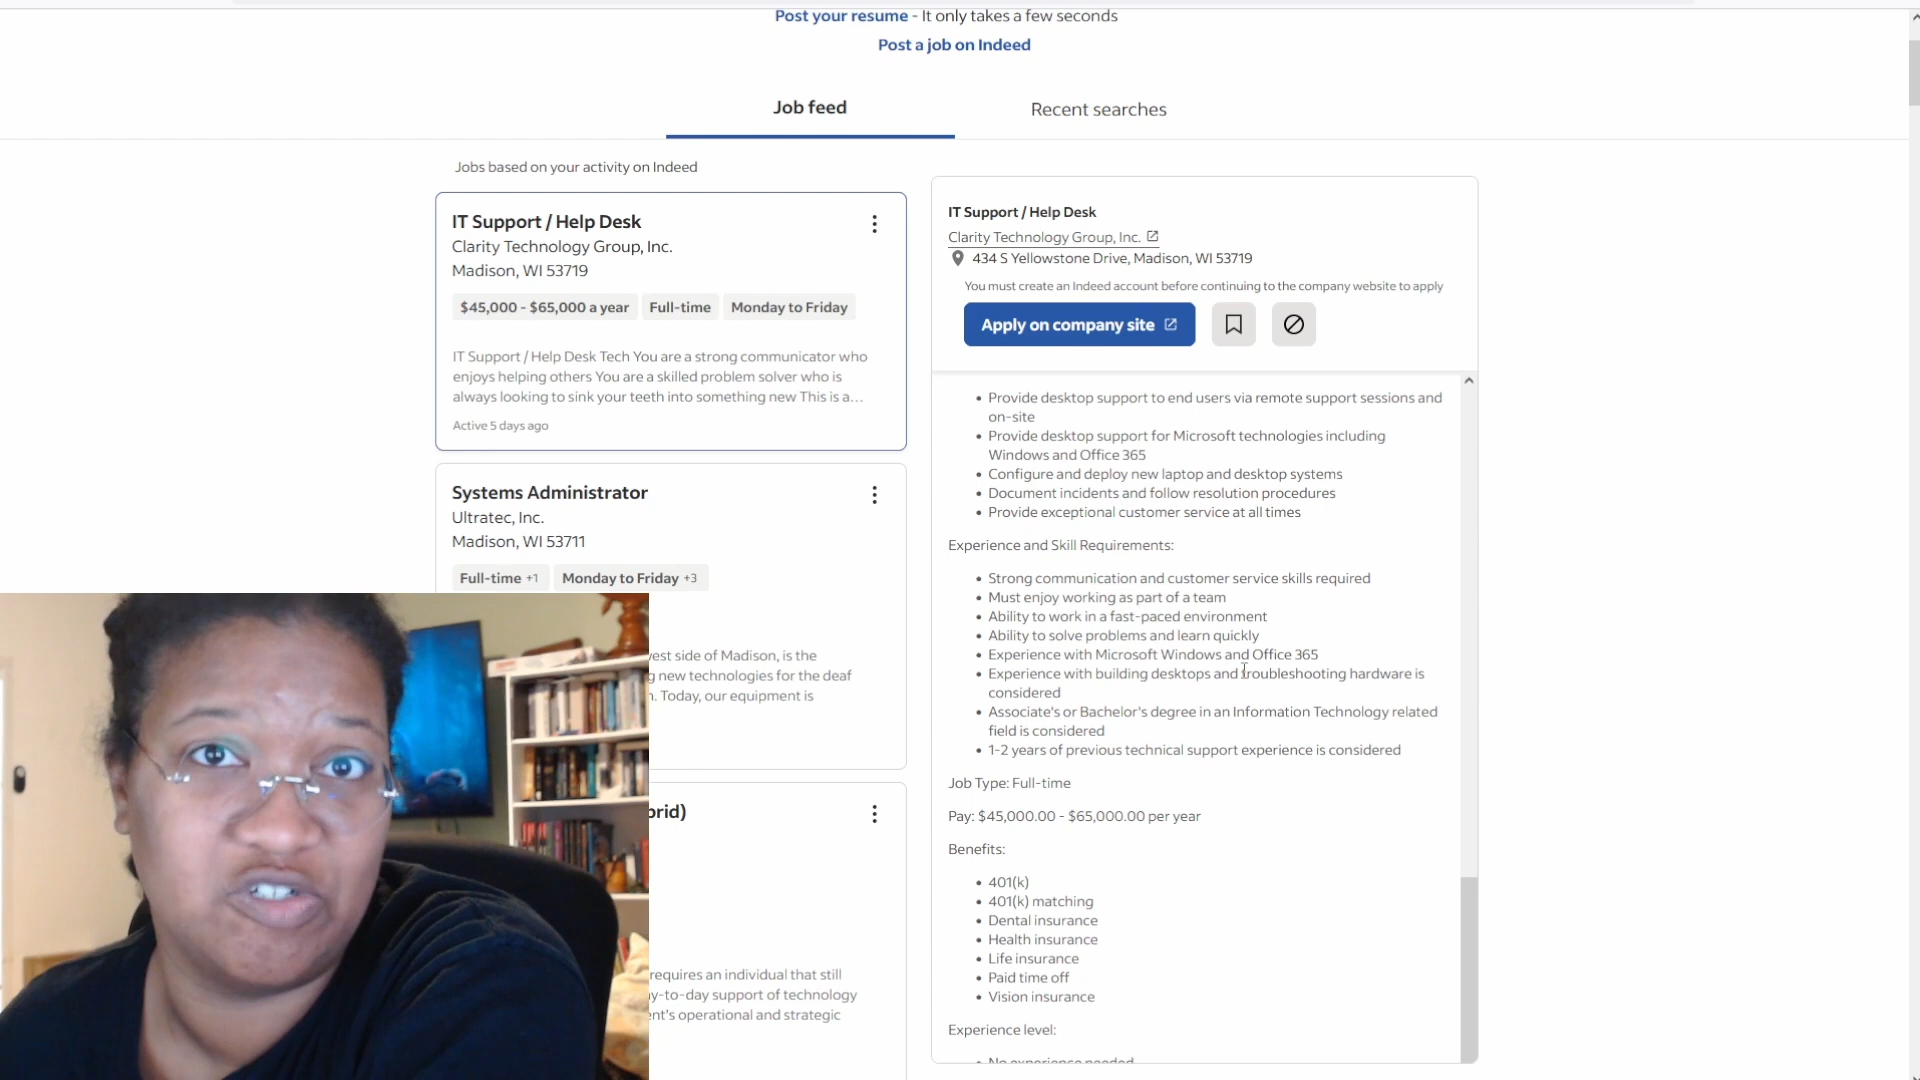 Post your resume - It only takes a few seconds
Post a job on Indeed
Job feed
Recent searches
Jobs based on your activity on Indeed
IT Support / Help Desk
Clarity Technology Group, Inc.
Madison, WI 53719
$45,000 - $65,000 a year
Full-time
Monday to Friday
IT Support / Help Desk Tech You are a strong communicator who
enjoys helping others You are a skilled problem solver who is
always looking to sink your teeth into something new This is a...
Active 5 days ago
Systems Administrator
Ultratec, Inc.
Madison, WI 53711
Full-time +1
Monday to Friday +3
side of Madison, is the
new technologies for the deaf
Today, our equipment is
brid)
requires an individual that still
y-to-day support of technology
ent's operational and strategic
IT Support / Help Desk
Clarity Technology Group, Inc.
434 S Yellowstone Drive, Madison, WI 53719
You must create an Indeed account before continuing to the company website to apply
Apply on company site
• Provide desktop support to end users via remote support sessions and
on-site
• Provide desktop support for Microsoft technologies including
Windows and Office 365
• Configure and deploy new laptop and desktop systems
• Document incidents and follow resolution procedures
• Provide exceptional customer service at all times
Experience and Skill Requirements:
• Strong communication and customer service skills required
• Must enjoy working as part of a team
• Ability to work in a fast-paced environment
• Ability to solve problems and learn quickly
• Experience with Microsoft Windows and Office 365
• Experience with building desktops and troubleshooting hardware is
considered
• Associate's or Bachelor's degree in an Information Technology related
field is considered
• 1-2 years of previous technical support experience is considered
Job Type: Full-time
Pay: $45,000.00 - $65,000.00 per year
Benefits:
• 401(k)
• 401(k) matching
• Dental insurance
• Health insurance
• Life insurance
• Paid time off
• Vision insurance
Experience level:
• No experience needed